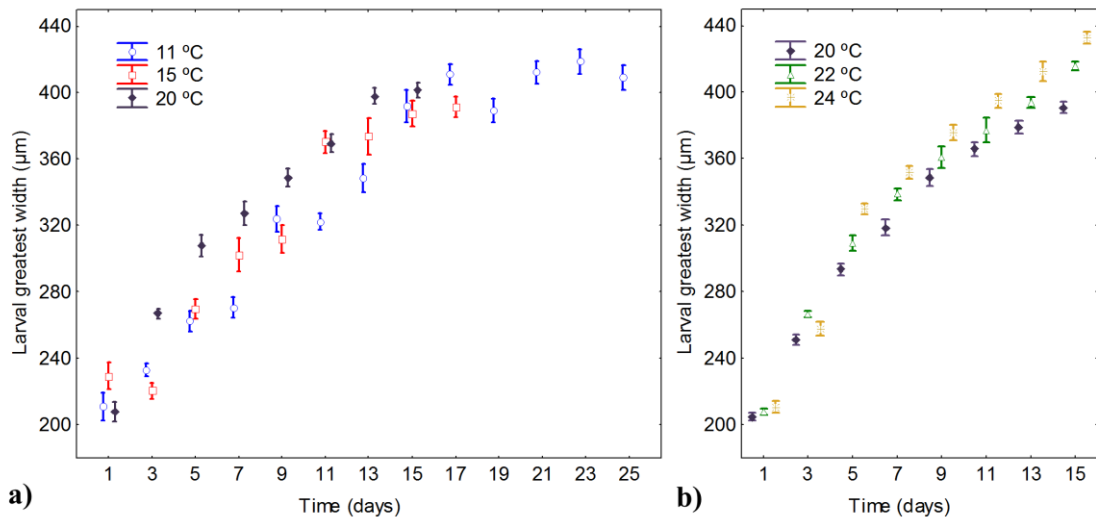 440
400
360
320
280
240
200
Larval greatest width (µm)
11 ºC
15 ºC
20 ºC
1 3 5 7 9 11 13 15 17 19 21 23 25
Time (days)
a)
440
400
360
320
280
240
200
Larval greatest width (µm)
20 ºC
22 ºC
24 ºC
1 3 5 7 9 11 13 15
Time (days)
b)